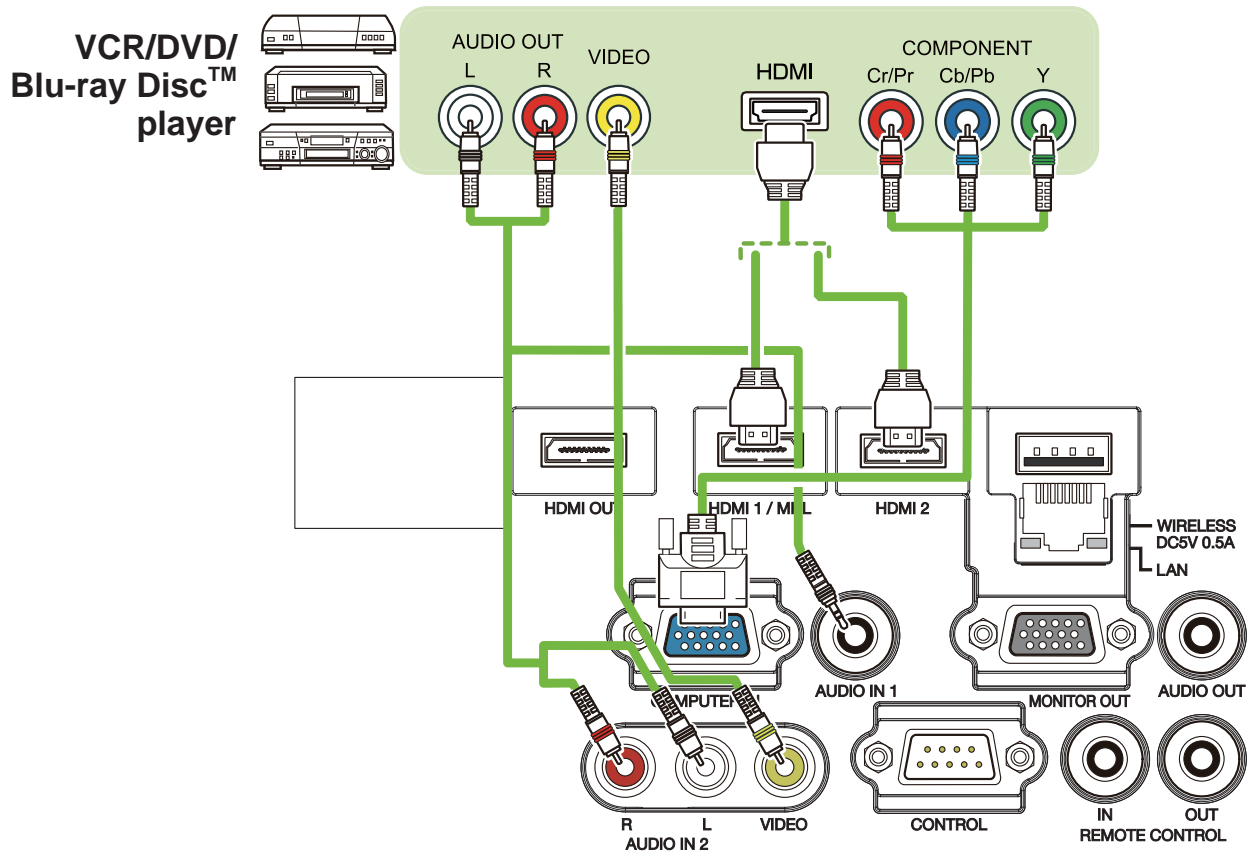 VCR/DVD/
Blu-ray Disc™
player
AUDIO OUT
L
R
VIDEO
HDMI
COMPONENT
Cr/Pr
Cb/Pb
Y
HDMI OUT
HDMI 1 / MHL
HDMI 2
WIRELESS
DC5V 0.5A
LAN
COMPUTER IN
AUDIO IN 1
MONITOR OUT
AUDIO OUT
R
L
VIDEO
AUDIO IN 2
CONTROL
IN
OUT
REMOTE CONTROL